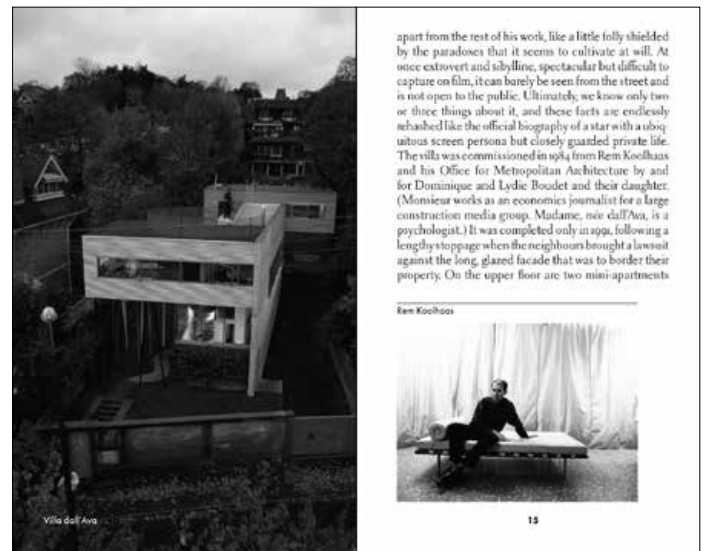 Villa dall'Ava
apart from the rest of his work, like a little folly shielded
by the paradoxes that it seems to cultivate at will. At
once extrovert and sibylline, spectacular but difficult to
capture on film, it can barely be seen from the street and
is not open to the public. Ultimately, we know only two
or three things about it, and these facts are endlessly
rehashed like the official biography of a star with a ubiq-
uitous screen persona but closely guarded private life.
The villa was commissioned in 1984 from Rem Koolhaas
and his Office for Metropolitan Architecture by and
for Dominique and Lydie Boudet and their daughter.
(Monsieur works as an economics journalist for a large
construction media group. Madame, née dall'Ava, is a
psychologist.) It was completed only in 1991, following a
lengthy stoppage when the neighbours brought a lawsuit
against the long, glazed facade that was to border their
property. On the upper floor are two mini-apartments
Rem Koolhaas
15